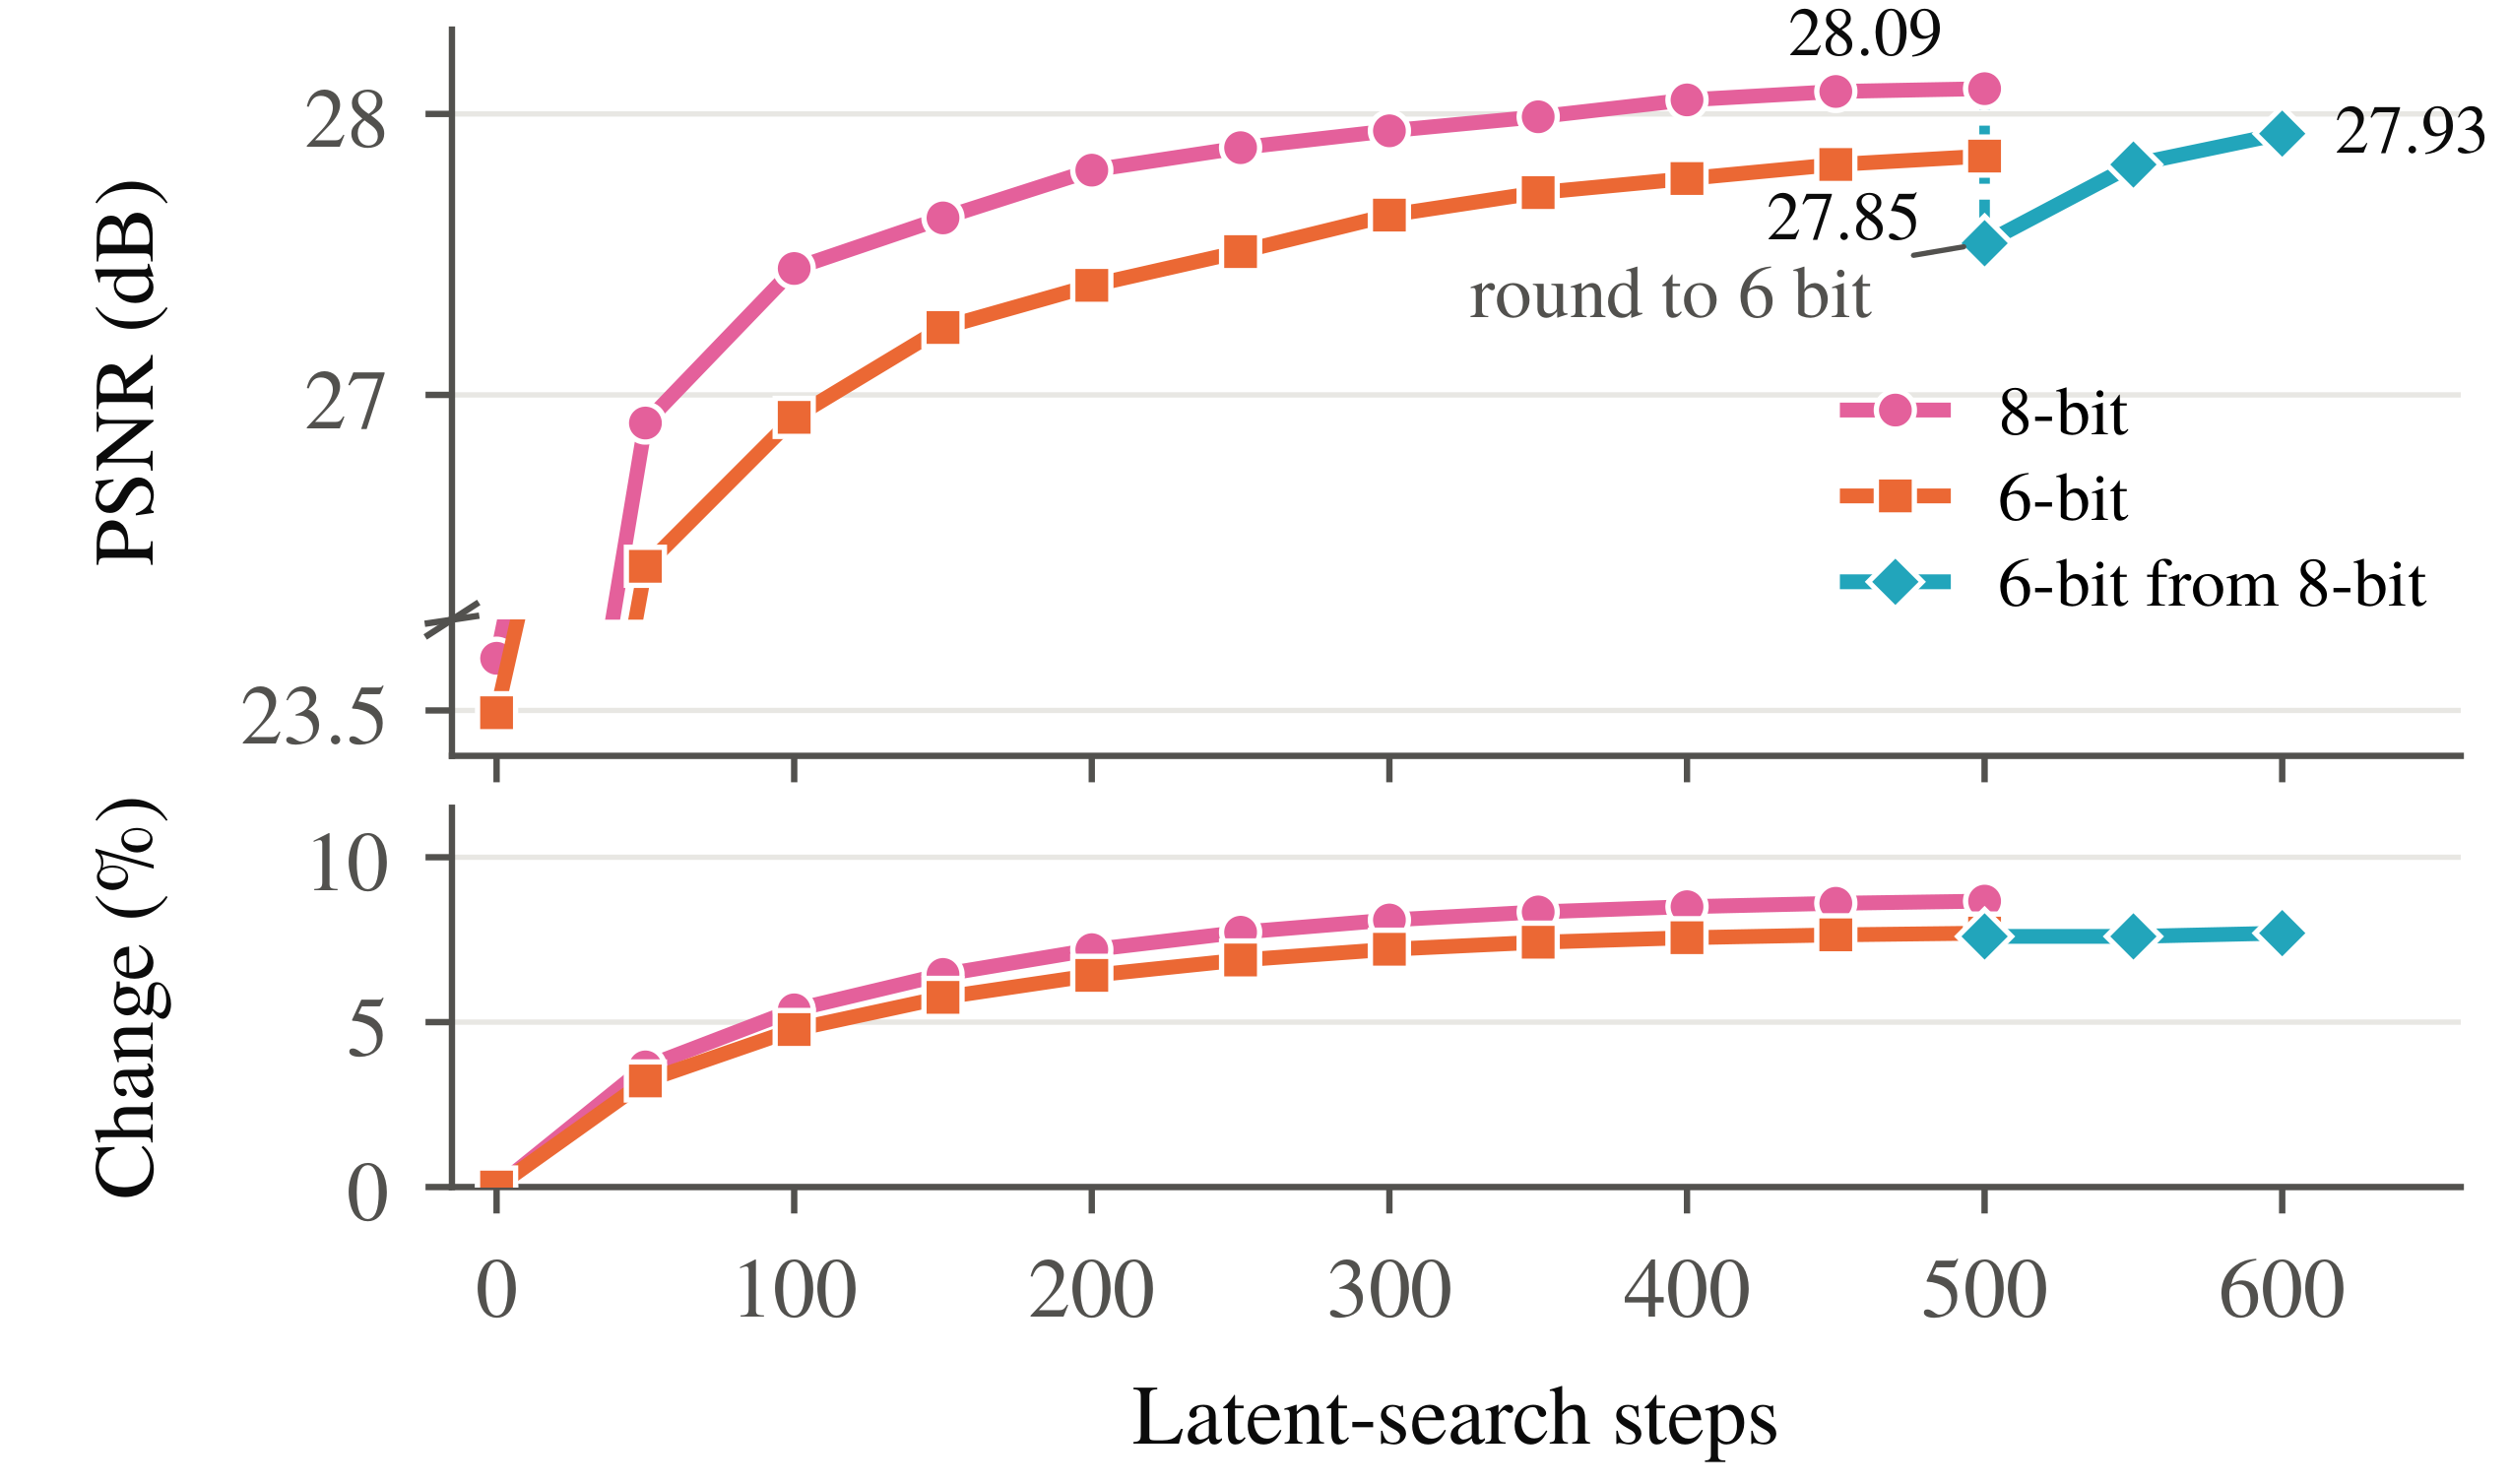 28.09
28
27.93
PSNR (dB)
27.85
round to 6 bit
27
8-bit
6-bit
6-bit from 8-bit
23.5
Change (%)
10
5
0
0 100 200 300 400 500 600
Latent-search steps